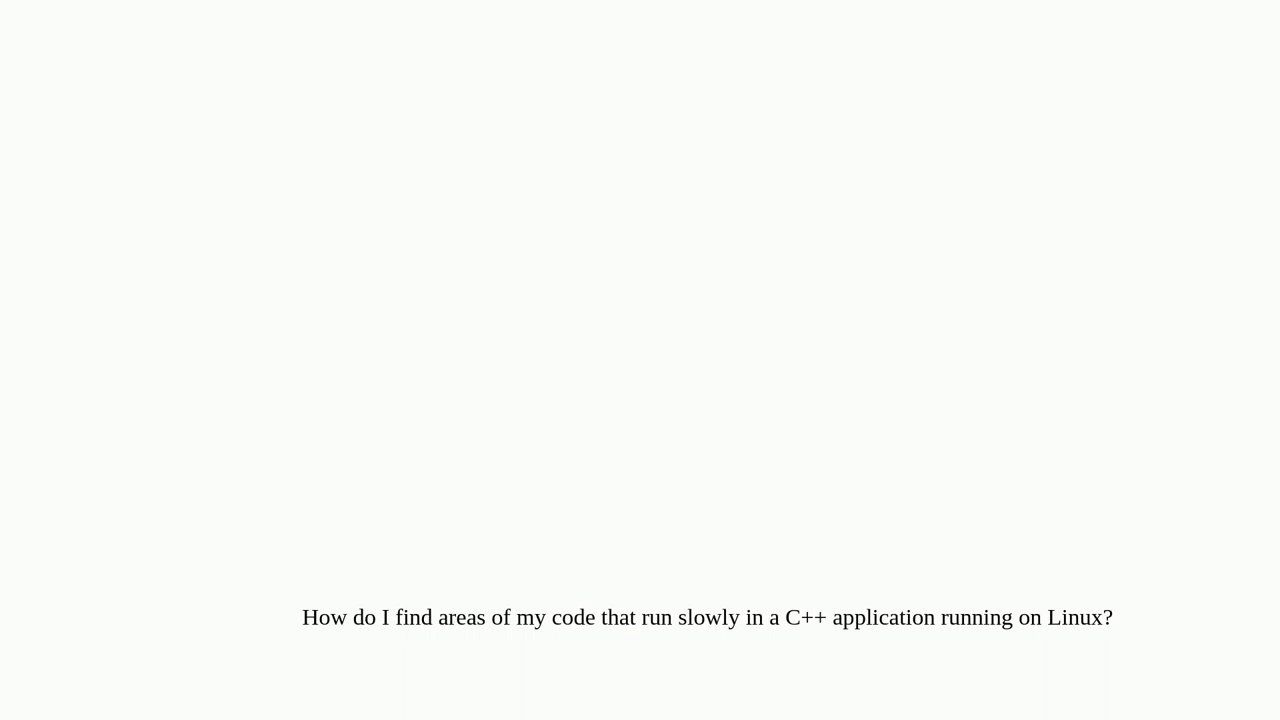 How do I find areas of my code that run slowly in a C++ application running on Linux?